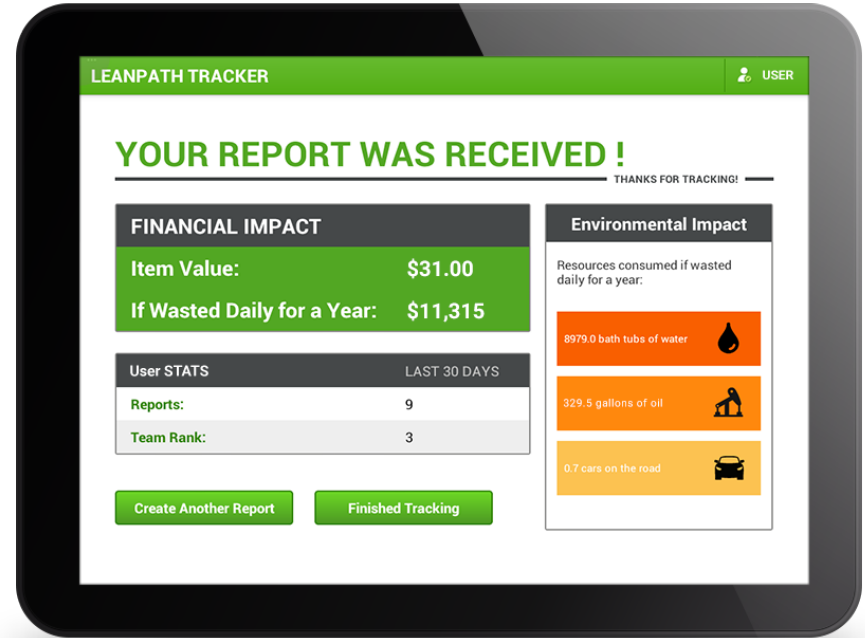 LEANPATH TRACKER
USER
YOUR REPORT WAS RECEIVED !
THANKS FOR TRACKING!
FINANCIAL IMPACT
Item Value: $31.00
If Wasted Daily for a Year: $11,315
User STATS LAST 30 DAYS
Reports: 9
Team Rank: 3
Create Another Report
Finished Tracking
Environmental Impact
Resources consumed if wasted
daily for a year:
8979.0 bath tubs of water
329.5 gallons of oil
0.7 cars on the road